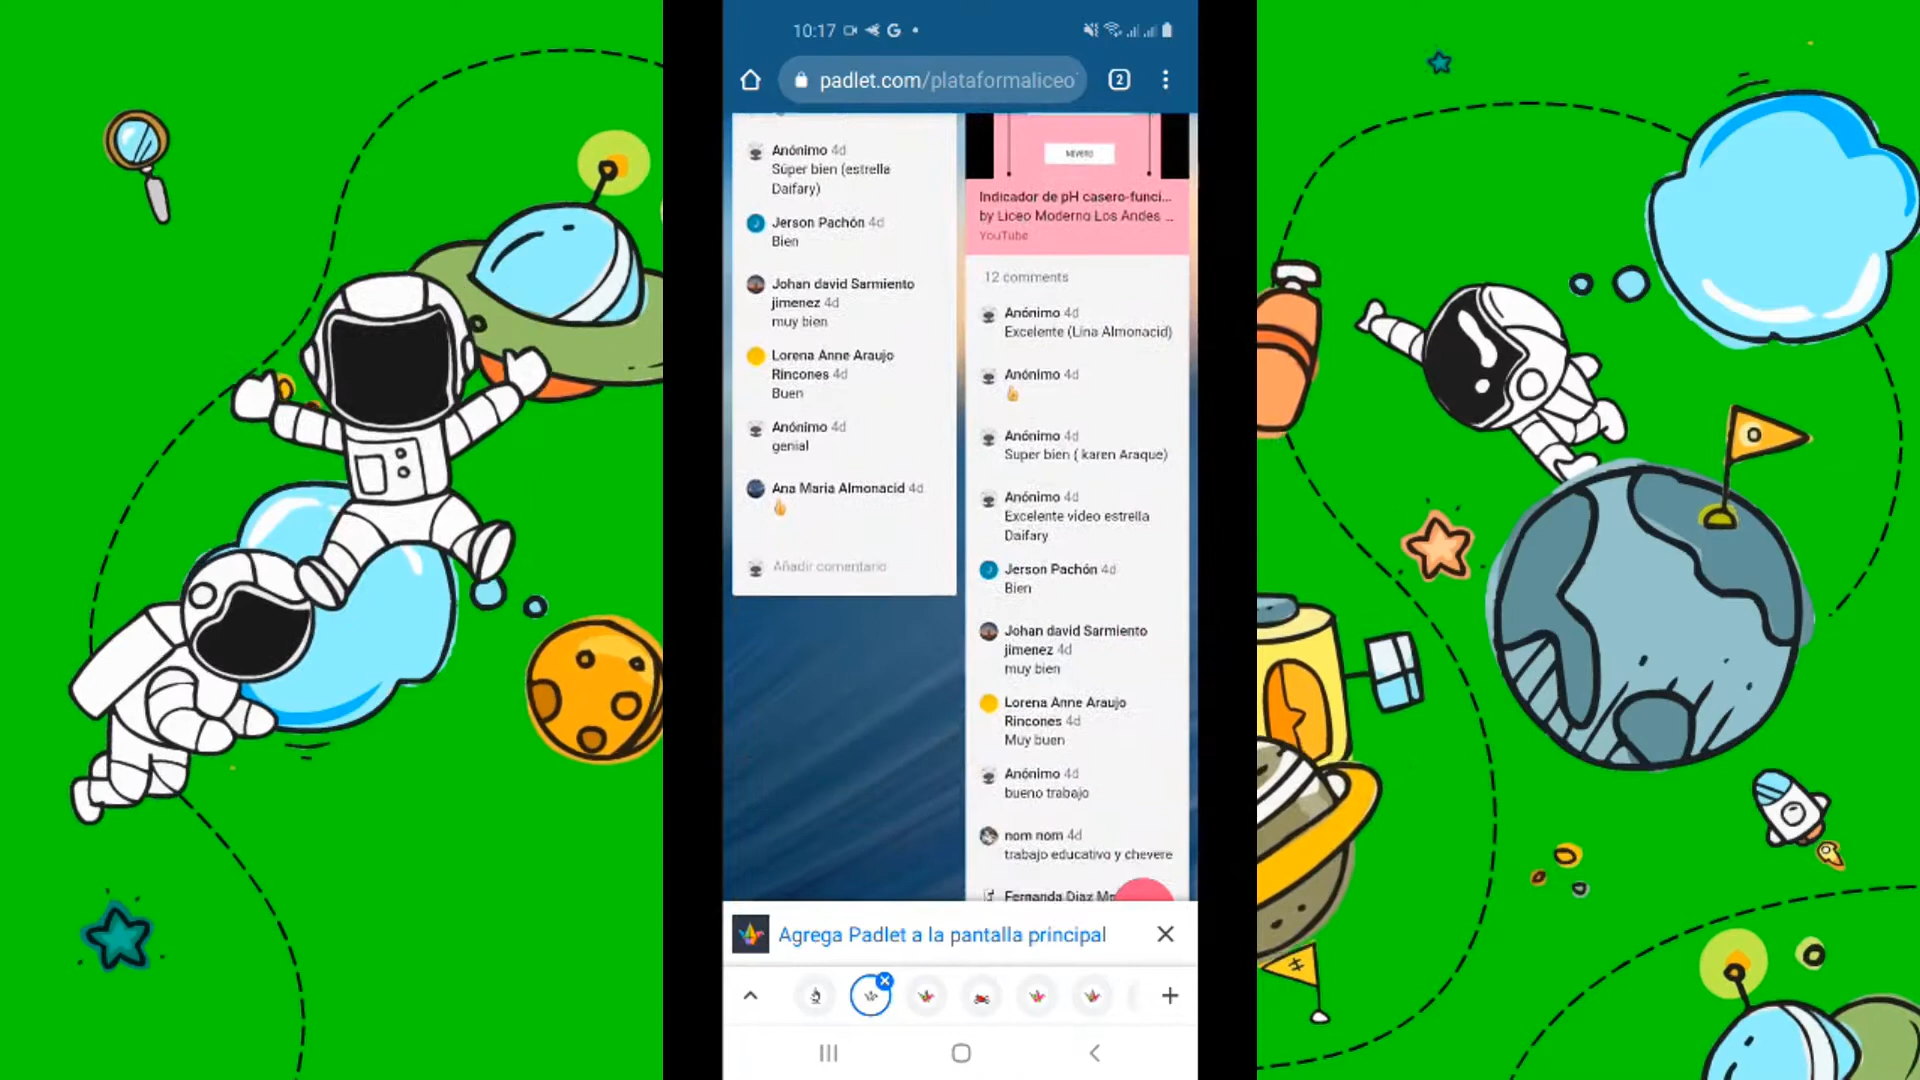 10:17
padlet.com/plataformaliceo
2
Anónimo 4d
Súper bien (estrella
Daifary)
Jerson Pachón 4d
Bien
Johan david Sarmiento
jimenez 4d
muy bien
Lorena Anne Araujo
Rincones 4d
Buen
Anónimo 4d
genial
Ana Maria Almonacid 4d
Añadir comentario
NEVERO
Indicador de pH casero-funci...
by Liceo Moderno Los Andes ...
YouTube
12 comments
Anónimo 4d
Excelente (Lina Almonacid)
Anónimo 4d
Anónimo 4d
Super bien ( karen Araque)
Anónimo 4d
Excelente video estrella
Daifary
Jerson Pachón 4d
Bien
Johan david Sarmiento
jimenez 4d
muy bien
Lorena Anne Araujo
Rincones 4d
Muy buen
Anónimo 4d
bueno trabajo
nom nom 4d
trabajo educativo y chevere
Fernanda Diaz
Agrega Padlet a la pantalla principal